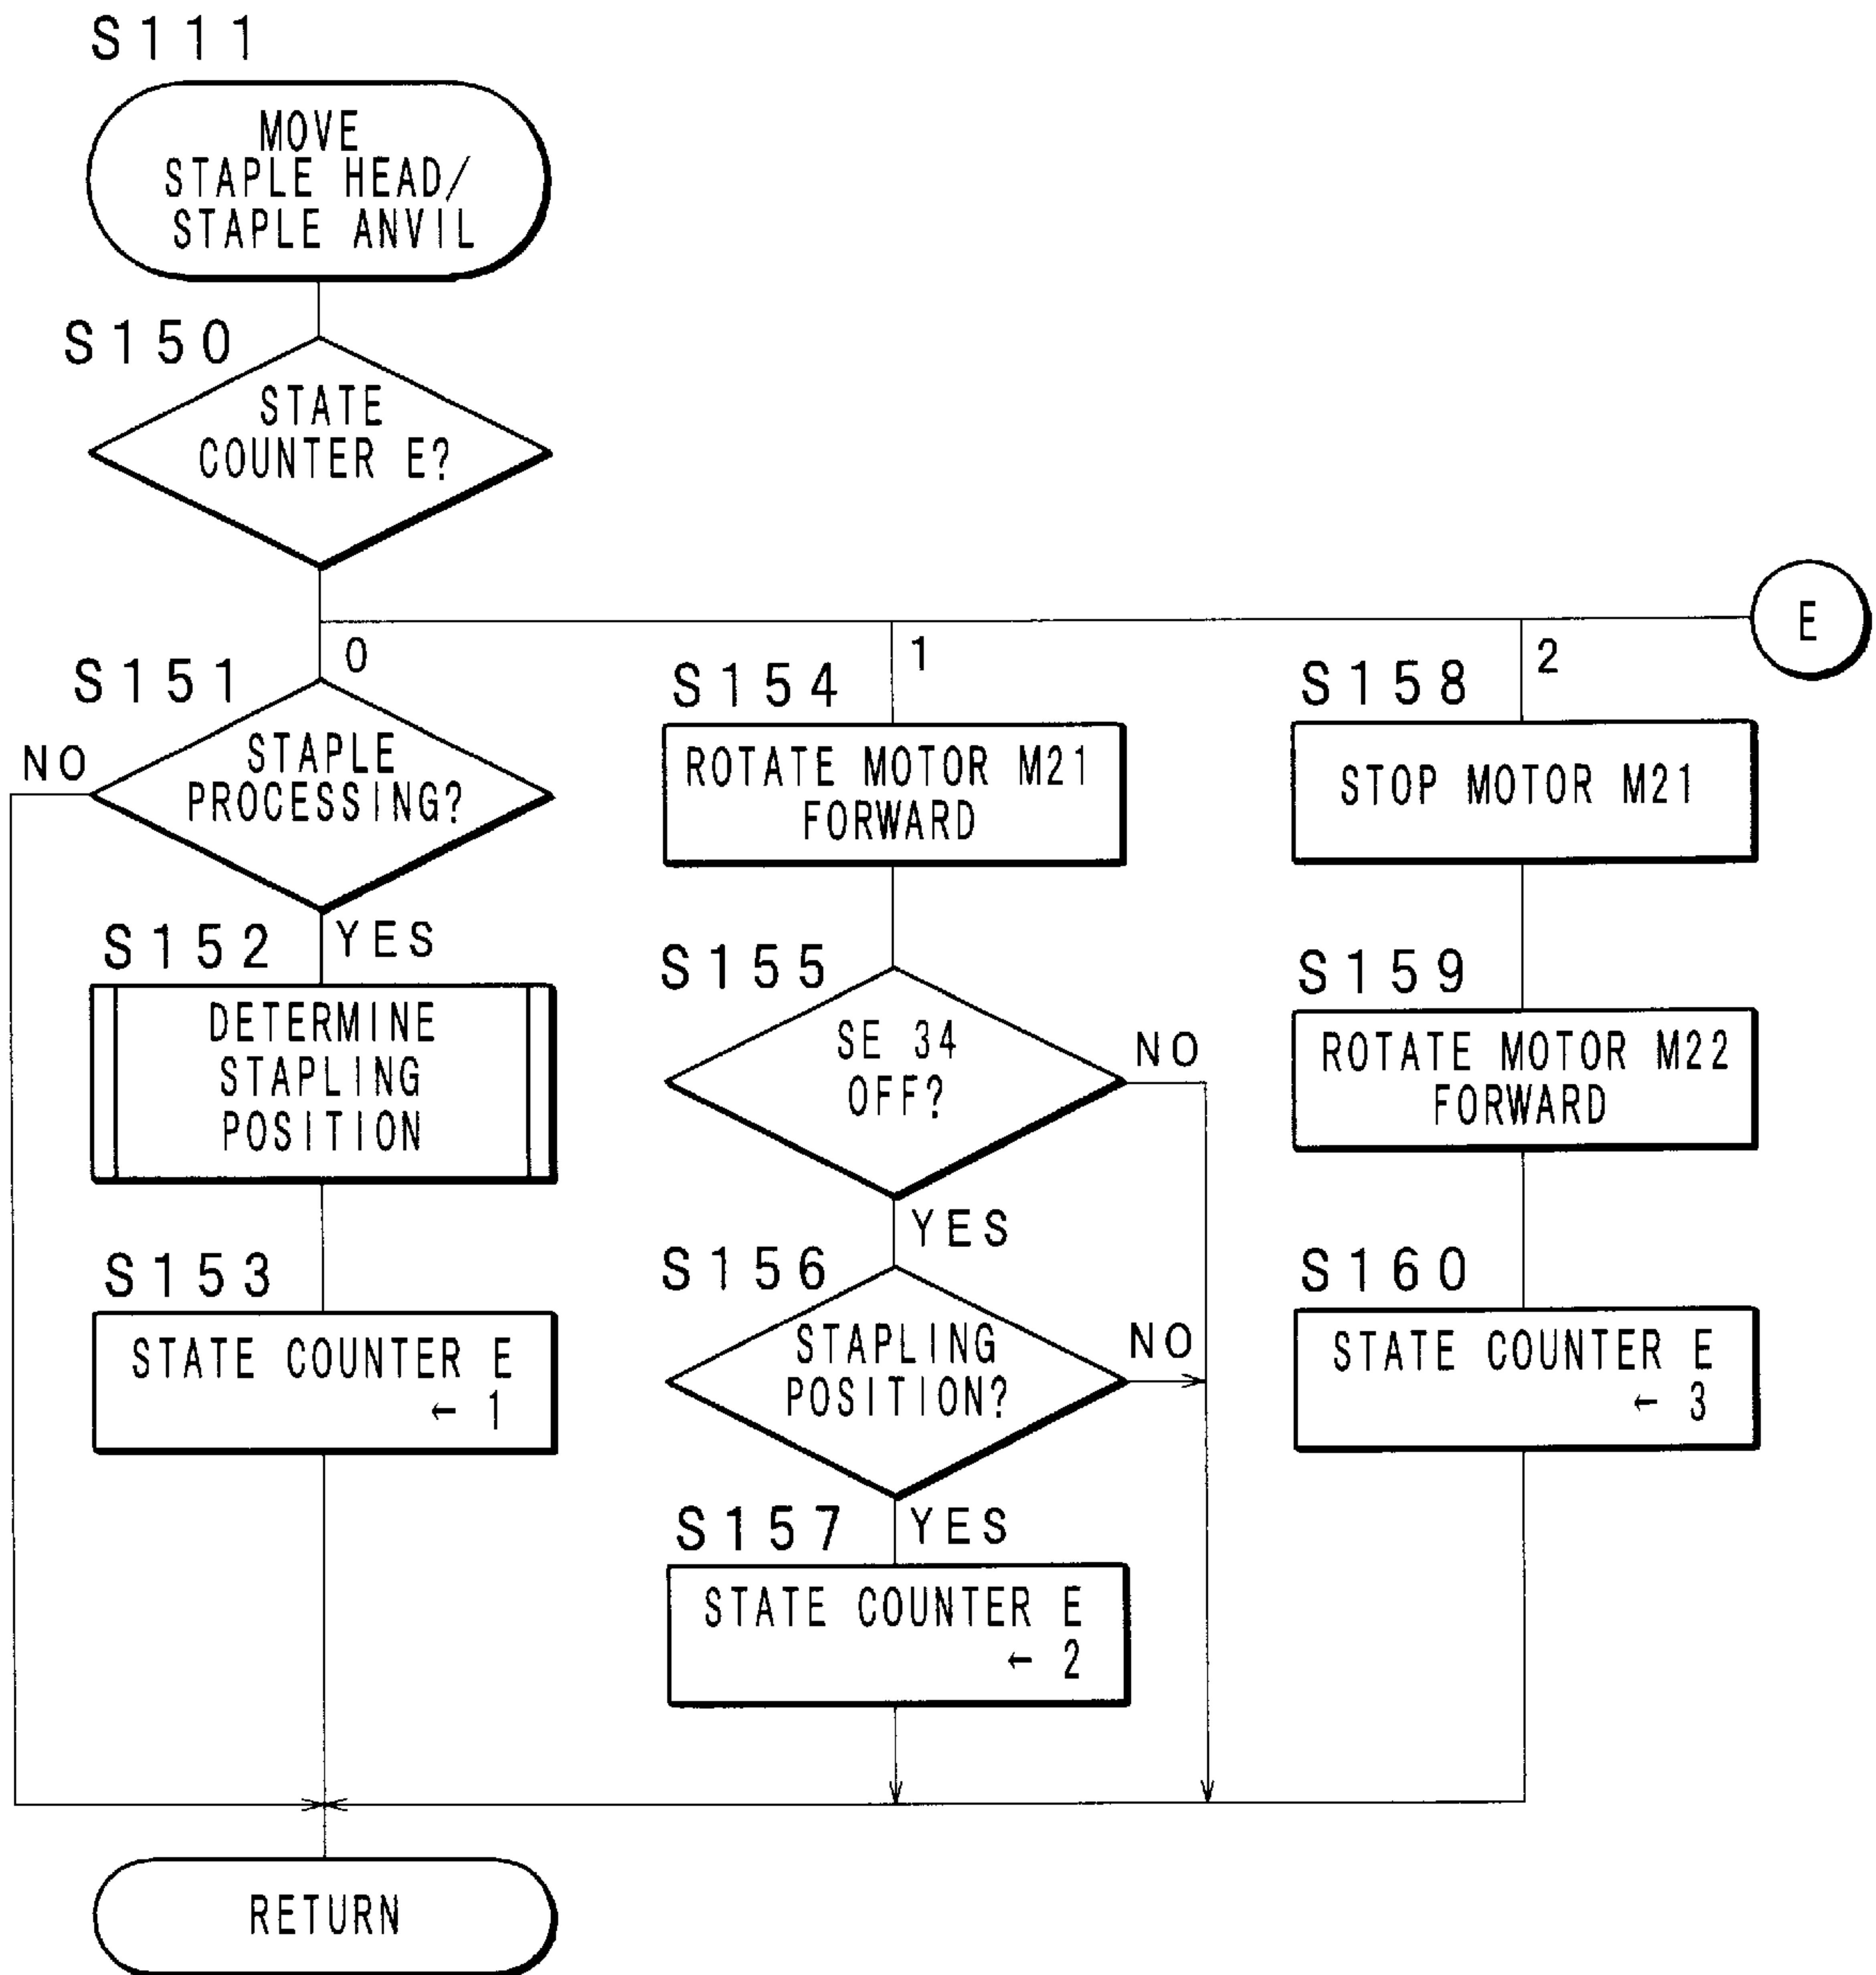 S111
MOVE
STAPLE HEAD/
STAPLE ANVIL
S150
STATE
COUNTER E?
E
0
1
2
S151
STAPLE
PROCESSING?
NO
YES
S152
DETERMINE
STAPLING
POSITION
S153
STATE COUNTER E
← 1
S154
ROTATE MOTOR M21
FORWARD
S155
SE 34
OFF?
NO
YES
S156
STAPLING
POSITION?
NO
YES
S157
STATE COUNTER E
← 2
S158
STOP MOTOR M21
S159
ROTATE MOTOR M22
FORWARD
S160
STATE COUNTER E
← 3
RETURN